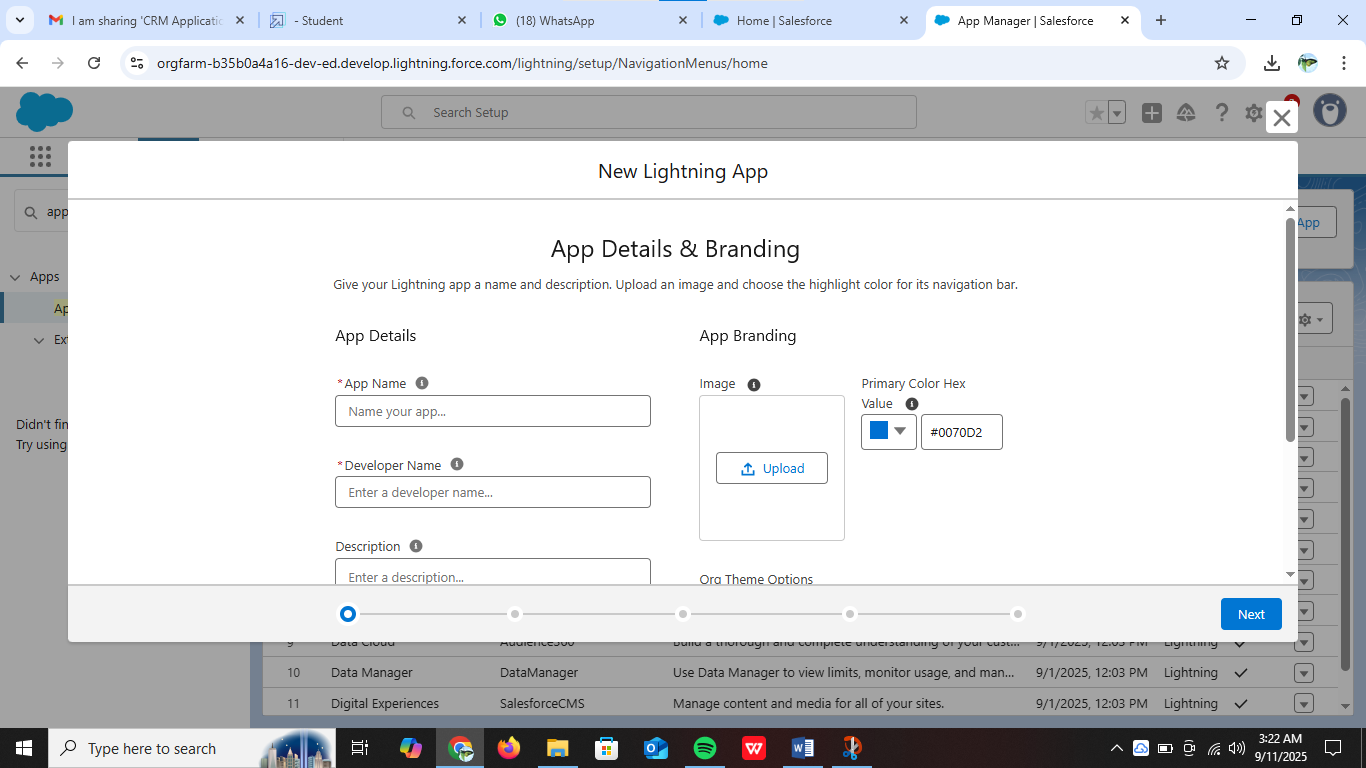 I am sharing 'CRM Applicatic
- Student
(18) WhatsApp
Home | Salesforce
App Manager | Salesforce
orgfarm-b35b0a4a16-dev-ed.develop.lightning.force.com/lightning/setup/NavigationMenus/home
Search Setup
New Lightning App
app
App
App Details & Branding
Give your Lightning app a name and description. Upload an image and choose the highlight color for its navigation bar.
Apps
Ap
Ext
App Details
App Branding
*App Name
Image
Primary Color Hex
Value
Name your app...
#0070D2
Didn't fin
Try using
*Developer Name
Upload
Enter a developer name...
Description
Enter a description...
Org Theme Options
Next
9 Data Cloud Audience360 Build a thorough and complete understanding of your cust... 9/1/2025, 12:03 PM Lightning
10 Data Manager DataManager Use Data Manager to view limits, monitor usage, and man... 9/1/2025, 12:03 PM Lightning
11 Digital Experiences SalesforceCMS Manage content and media for all of your sites. 9/1/2025, 12:03 PM Lightning
Type here to search
3:22 AM
9/11/2025